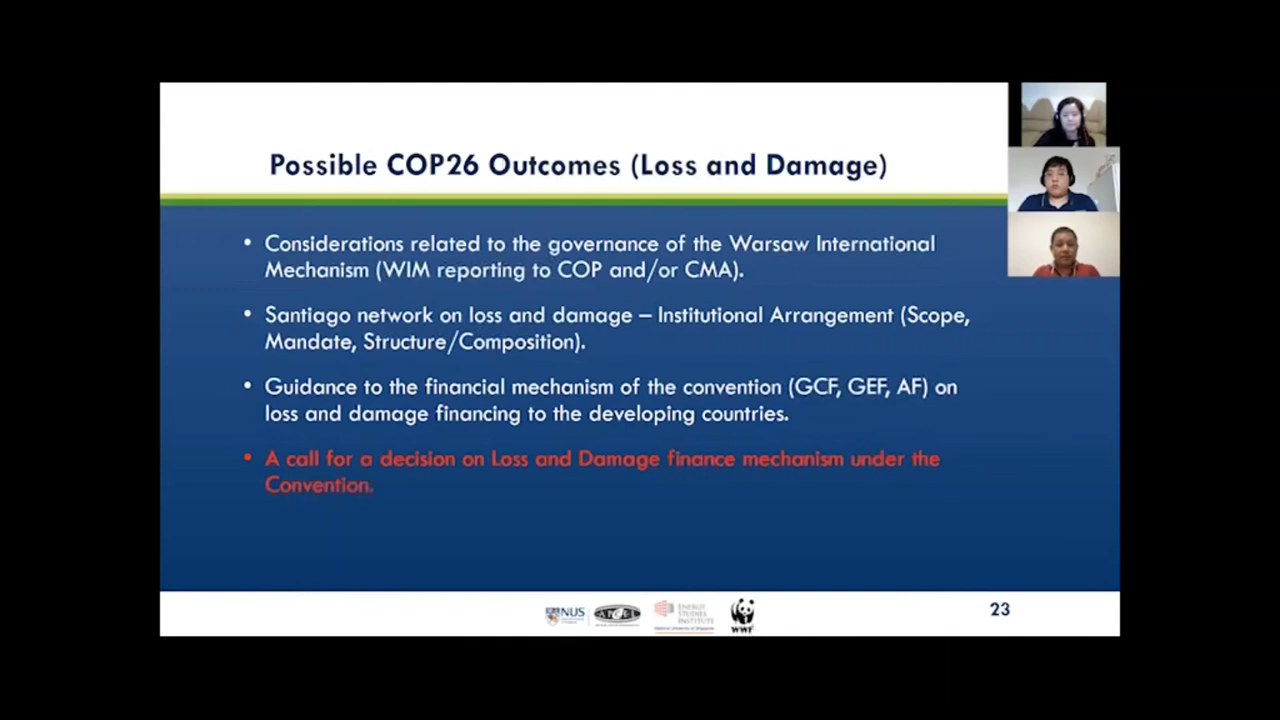 Possible COP26 Outcomes (Loss and Damage)
• Considerations related to the governance of the Warsaw International
Mechanism (WIM reporting to COP and/or CMA).
• Santiago network on loss and damage – Institutional Arrangement (Scope,
Mandate, Structure/Composition).
• Guidance to the financial mechanism of the convention (GCF, GEF, AF) on
loss and damage financing to the developing countries.
• A call for a decision on Loss and Damage finance mechanism under the
Convention.
NUS
ENERGY
STUDIES
INSTITUTE
WWF
23